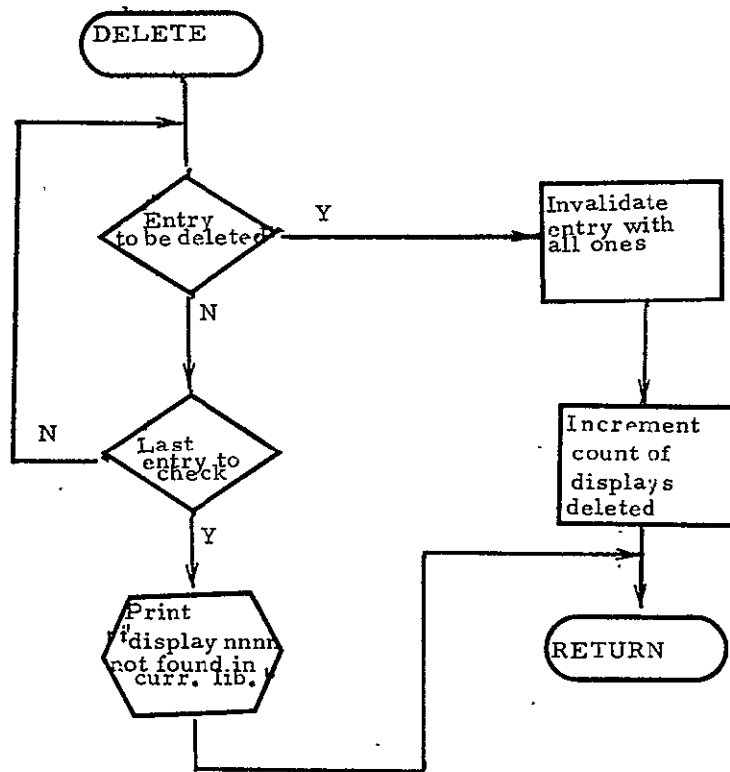 DELETE
Entry
to be deleted
Y
Invalidate
entry with
all ones
N
Last
entry to
check
N
Y
Increment
count of
displays
deleted
Print
"display nnnn
not found in
curr. lib."
RETURN